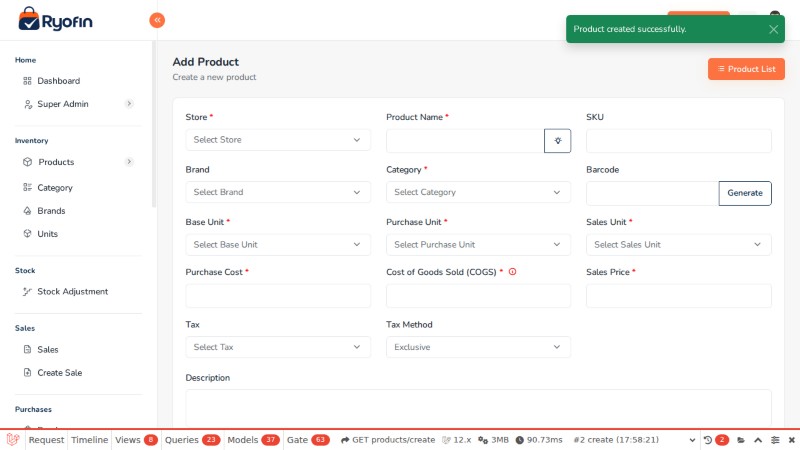 Ryofin
Product created successfully.
Home
Dashboard
Super Admin
Inventory
Products
Category
Brands
Units
Stock
Stock Adjustment
Sales
Sales
Create Sale
Purchases
Add Product
Create a new product
Product List
Store *
Product Name *
SKU
Select Store
Brand
Category *
Barcode
Select Brand
Select Category
Generate
Base Unit *
Purchase Unit *
Sales Unit *
Select Base Unit
Select Purchase Unit
Select Sales Unit
Purchase Cost *
Cost of Goods Sold (COGS) *
Sales Price *
Tax
Tax Method
Select Tax
Exclusive
Description
Request Timeline Views 8 Queries 23 Models 37 Gate 63 GET products/create 12.x 3MB 90.73ms #2 create (17:58:21) 2